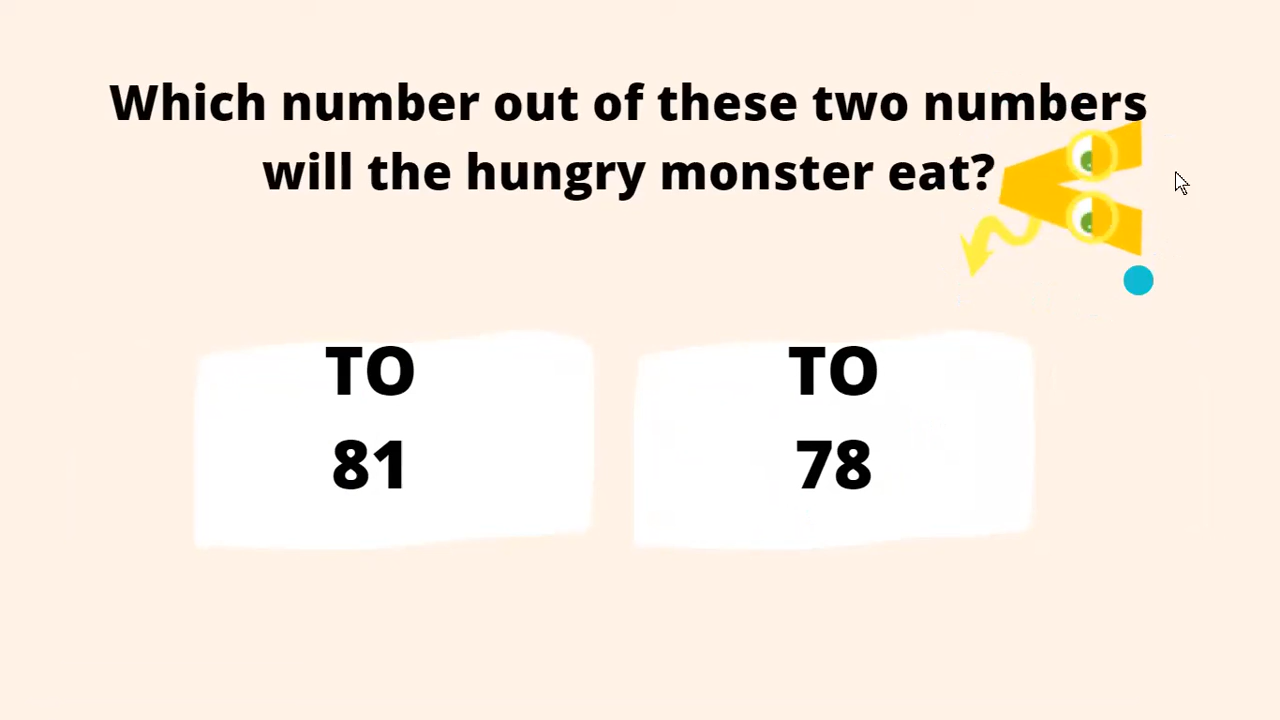 Which number out of these two numbers
will the hungry monster eat?
TO TO
81 78